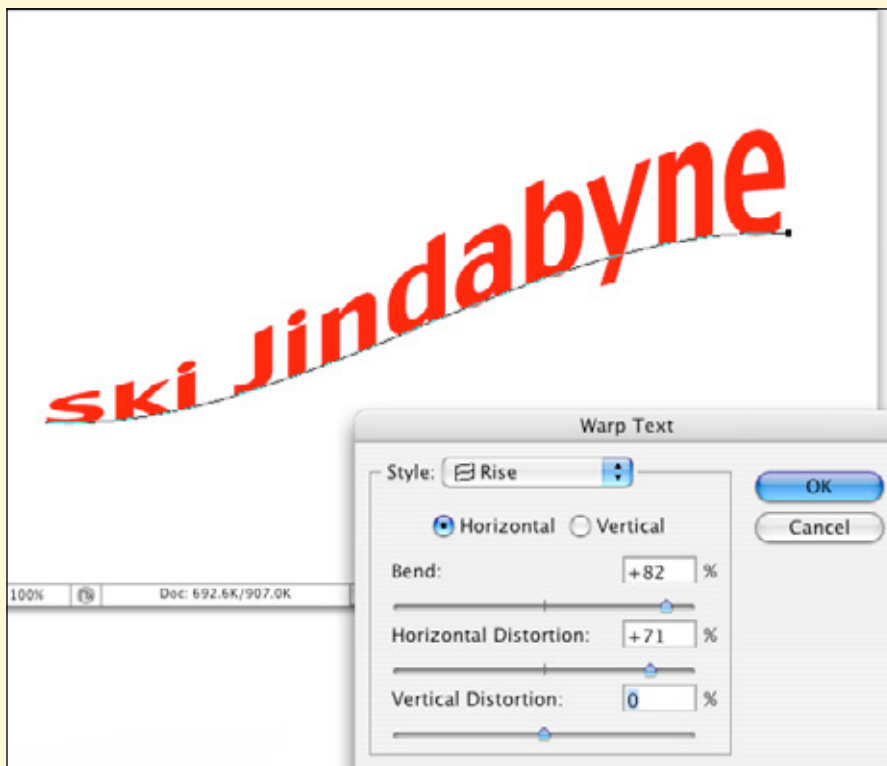 Ski Jindabyne
Warp Text
Style: Rise
OK
Horizontal Vertical
Cancel
Bend: +82 %
100% Doc: 692.6K/907.0K
Horizontal Distortion: +71 %
Vertical Distortion: 0 %